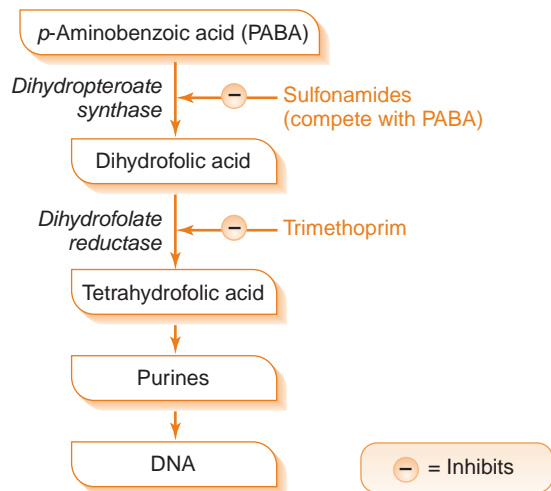 p-Aminobenzoic acid (PABA)
Dihydropteroate
synthase
–
Sulfonamides
(compete with PABA)
Dihydrofolic acid
Dihydrofolate
reductase
–
Trimethoprim
Tetrahydrofolic acid
Purines
DNA
– = Inhibits